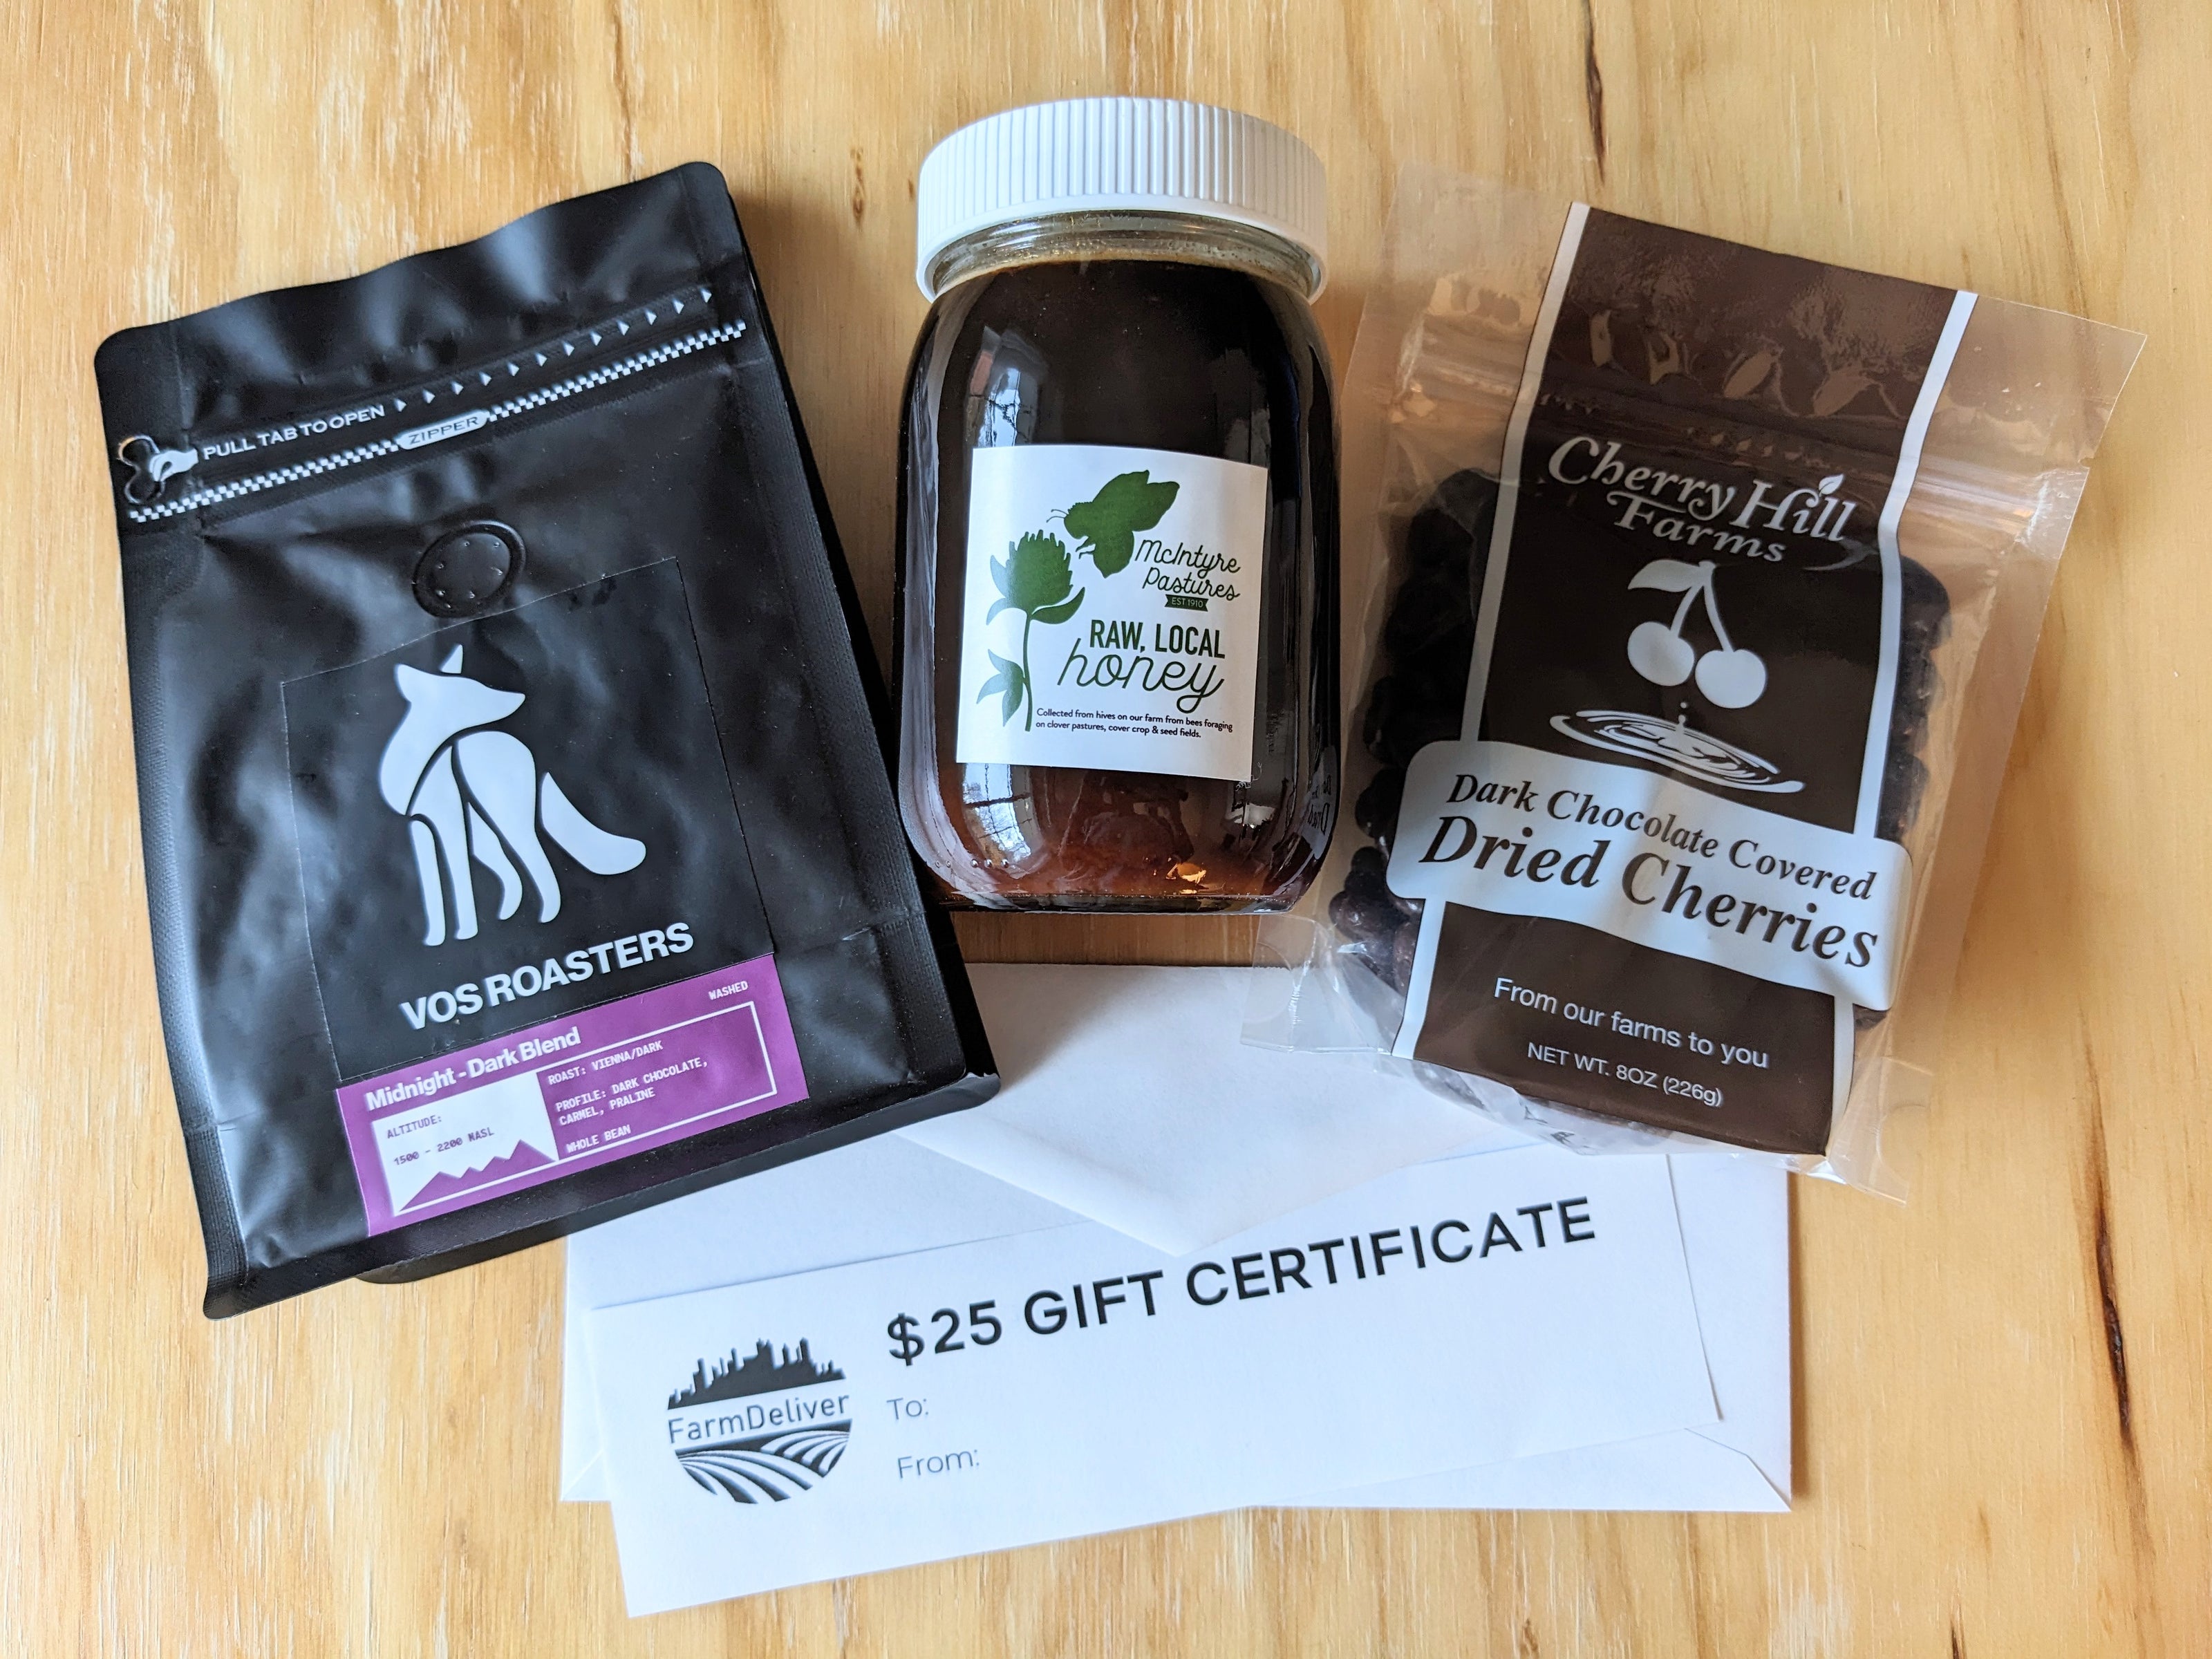 PULL TAB TO OPEN
ZIPPER
VOS ROASTERS
WASHED
Midnight - Dark Blend
ALTITUDE:
1500 - 2200 MASL
ROAST: VIENNA/DARK
PROFILE: DARK CHOCOLATE,
CARMEL, PRALINE
WHOLE BEAN
McIntyre
Pastures
EST 1910
RAW, LOCAL
honey
Collected from hives on our farm from bees foraging
on clover pastures, cover crop & seed fields.
Cherry Hill
Farms
Dark Chocolate Covered
Dried Cherries
From our farms to you
NET WT. 8OZ (226g)
$25 GIFT CERTIFICATE
FarmDeliver
To:
From: